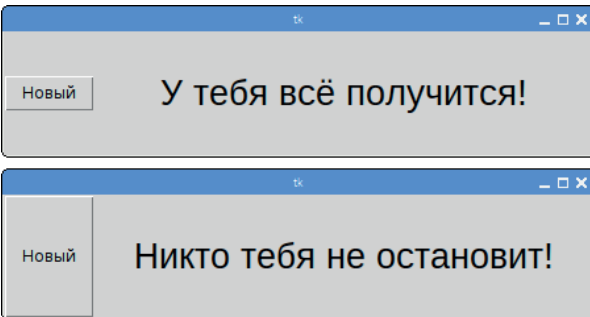 tk
Новый
У тебя всё получится!
tk
Новый
Никто тебя не остановит!